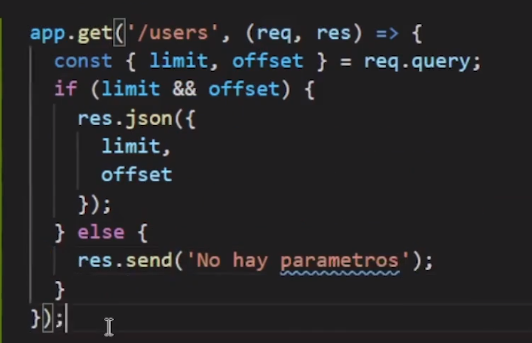 app.get('/users', (req, res) => {
const { limit, offset } = req.query;
if (limit && offset) {
res.json({
limit,
offset
});
} else {
res.send('No hay parametros');
}
});